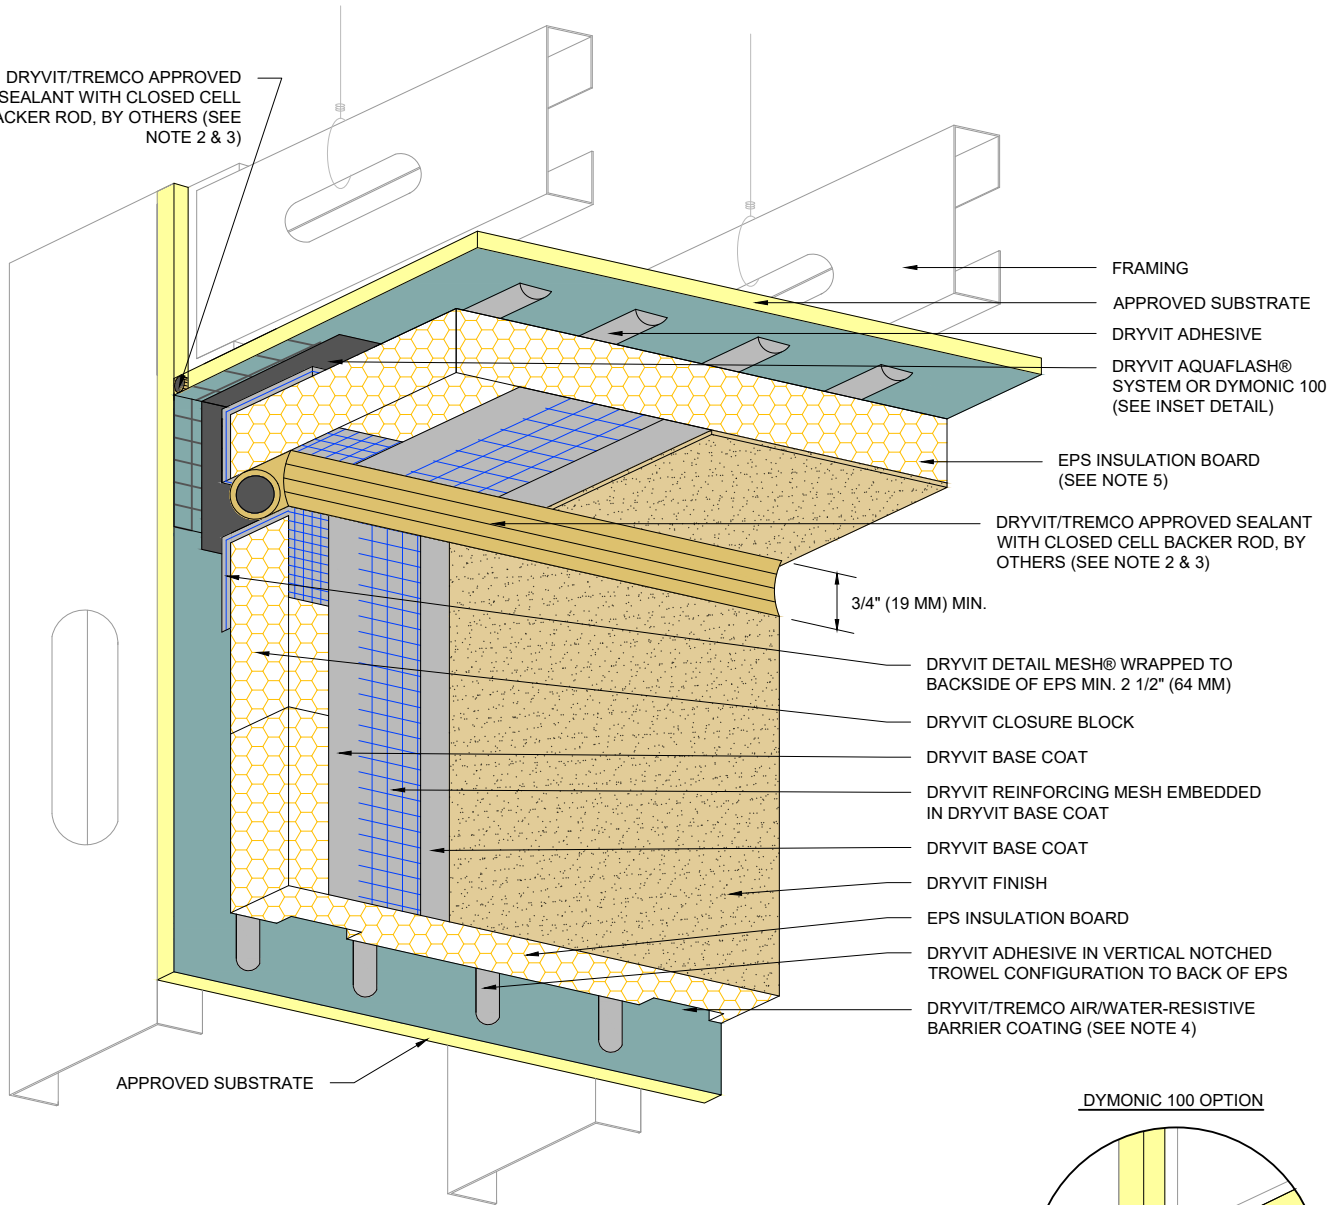 DRYVIT/TREMCO APPROVED
SEALANT WITH CLOSED CELL
ACKER ROD, BY OTHERS (SEE
NOTE 2 & 3)
FRAMING
APPROVED SUBSTRATE
DRYVIT ADHESIVE
DRYVIT AQUAFLASH®
SYSTEM OR DYMONIC 100
(SEE INSET DETAIL)
EPS INSULATION BOARD
(SEE NOTE 5)
DRYVIT/TREMCO APPROVED SEALANT
WITH CLOSED CELL BACKER ROD, BY
OTHERS (SEE NOTE 2 & 3)
3/4" (19 MM) MIN.
DRYVIT DETAIL MESH® WRAPPED TO
BACKSIDE OF EPS MIN. 2 1/2" (64 MM)
DRYVIT CLOSURE BLOCK
DRYVIT BASE COAT
DRYVIT REINFORCING MESH EMBEDDED
IN DRYVIT BASE COAT
DRYVIT BASE COAT
DRYVIT FINISH
EPS INSULATION BOARD
DRYVIT ADHESIVE IN VERTICAL NOTCHED
TROWEL CONFIGURATION TO BACK OF EPS
DRYVIT/TREMCO AIR/WATER-RESISTIVE
BARRIER COATING (SEE NOTE 4)
APPROVED SUBSTRATE
DYMONIC 100 OPTION